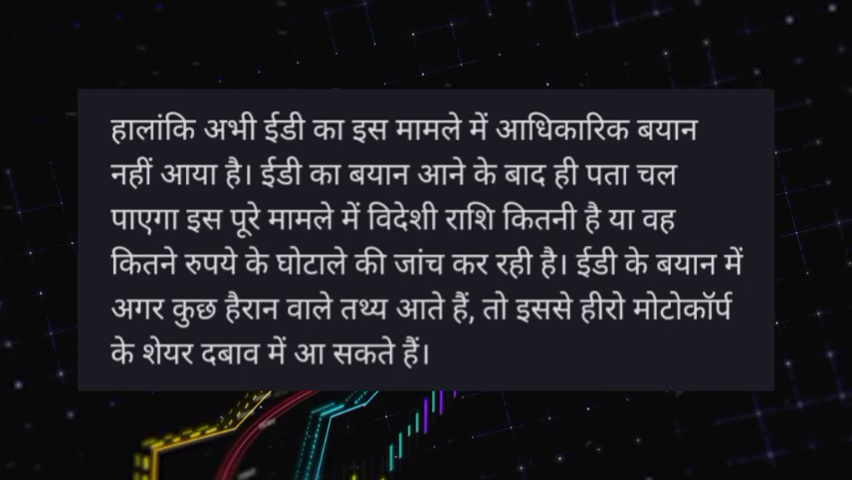 हालांकि अभी ईडी का इस मामले में आधिकारिक बयान
नहीं आया है। ईडी का बयान आने के बाद ही पता चल
पाएगा इस पूरे मामले में विदेशी राशि कितनी है या वह
कितने रुपये के घोटाले की जांच कर रही है। ईडी के बयान में
अगर कुछ हैरान वाले तथ्य आते हैं, तो इससे हीरो मोटोकॉर्प
के शेयर दबाव में आ सकते हैं।